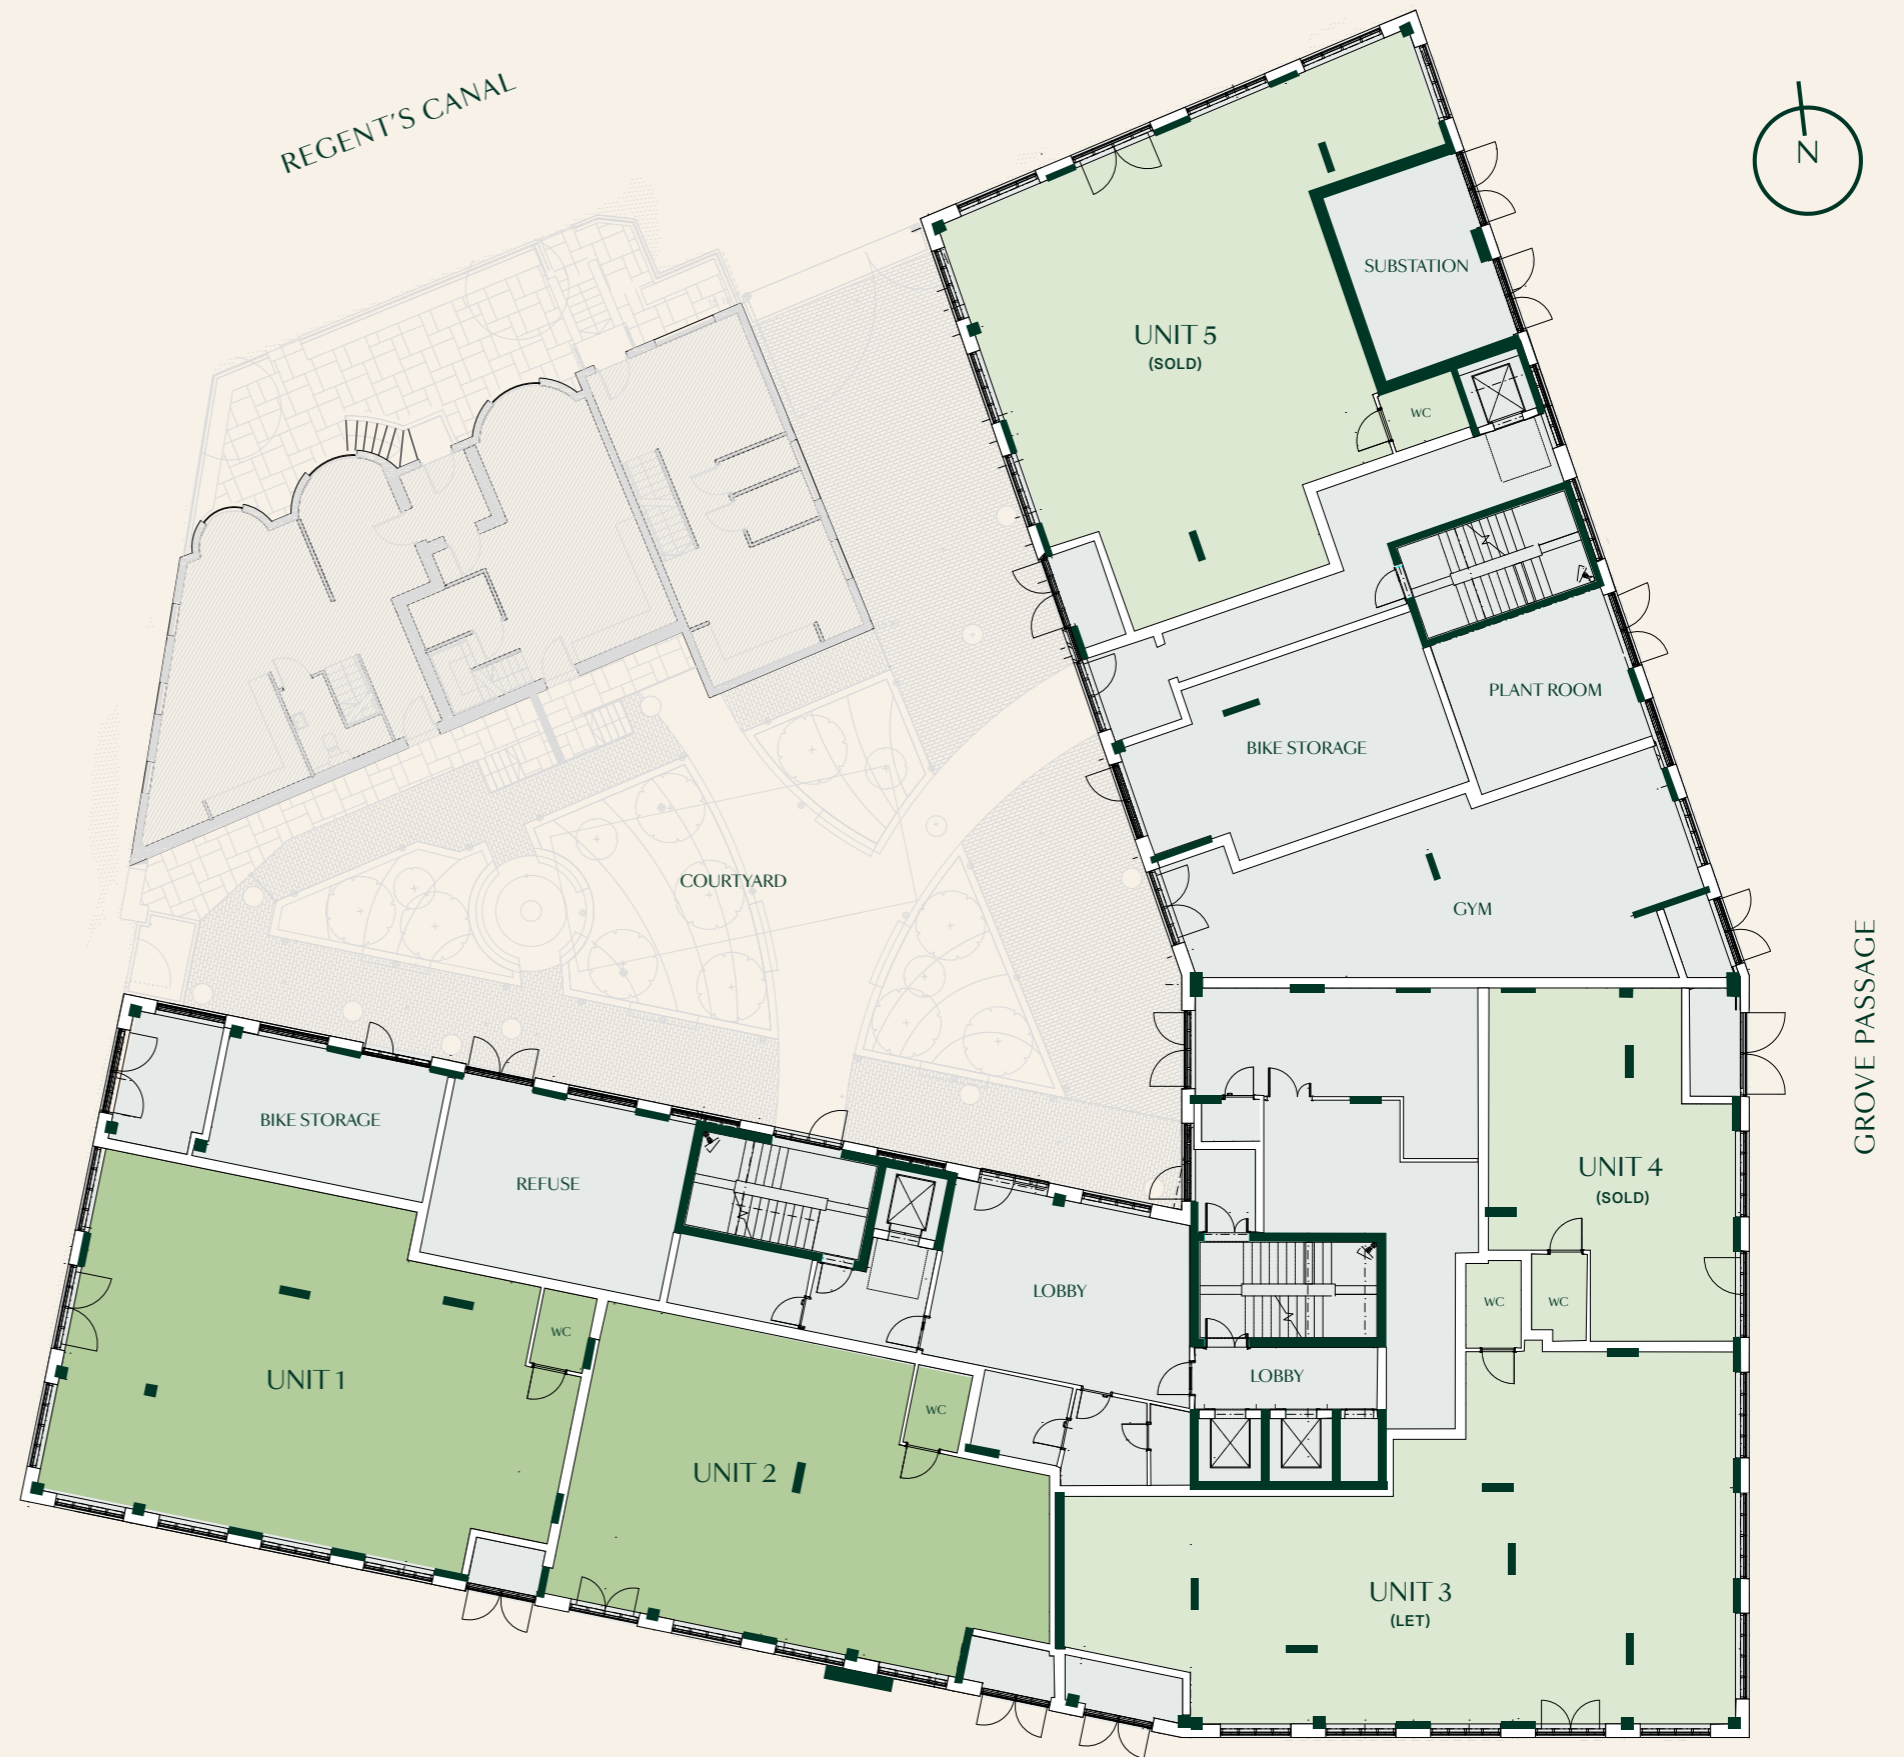 REGENT'S CANAL
N
SUBSTATION
UNIT 5
(SOLD)
WC
PLANT ROOM
BIKE STORAGE
COURTYARD
GYM
GROVE PASSAGE
BIKE STORAGE
REFUSE
UNIT 4
(SOLD)
LOBBY
WC
WC
WC
UNIT 1
LOBBY
WC
UNIT 2
UNIT 3
(LET)